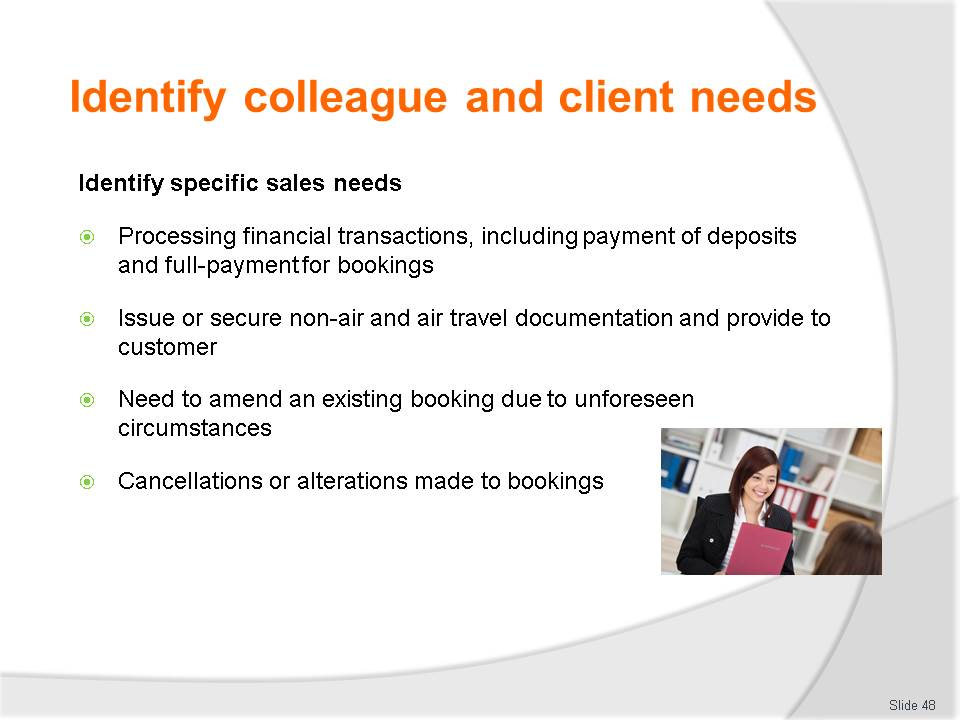 Identify colleague and client needs
Identify specific sales needs
Processing financial transactions, including payment of deposits
and full-payment for bookings
Issue or secure non-air and air travel documentation and provide to
customer
Need to amend an existing booking due to unforeseen
circumstances
Cancellations or alterations made to bookings
Slide 48